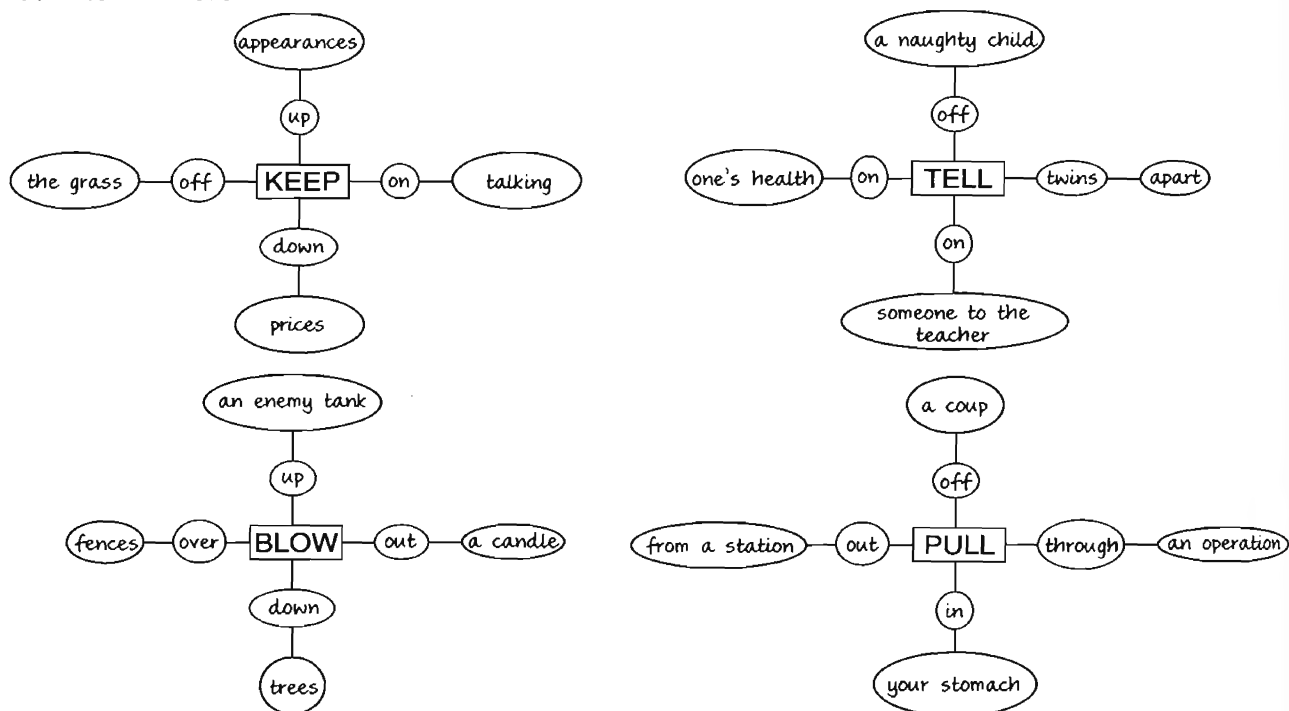 appearances
a naughty child
up
off
the grass off KEEP on talking
one's health on TELL twins apart
down
on
prices
someone to the
teacher
an enemy tank
a coup
up
off
fences over BLOW out a candle
from a station out PULL through an operation
down
in
trees
your stomach